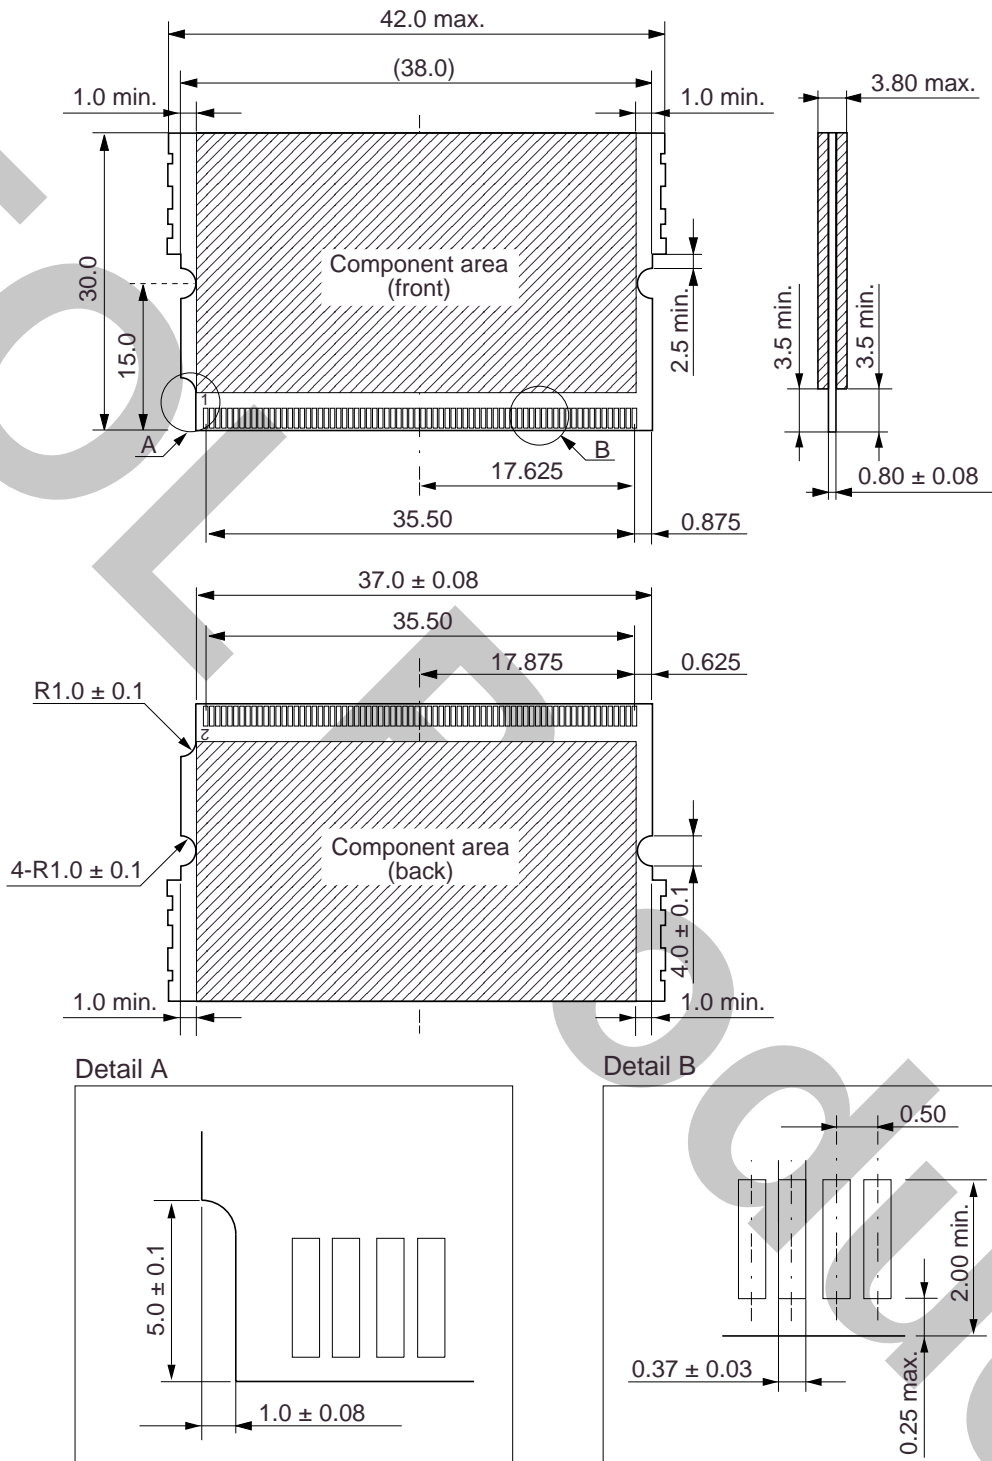 42.0 max.
(38.0)
1.0 min.
1.0 min.
3.80 max.
30.0
15.0
Component area
(front)
2.5 min.
3.5 min.
3.5 min.
1
A
B
17.625
0.80 ± 0.08
35.50
0.875
37.0 ± 0.08
35.50
17.875
0.625
R1.0 ± 0.1
2
Component area
(back)
4-R1.0 ± 0.1
4.0 ± 0.1
1.0 min.
1.0 min.
Detail A
Detail B
0.50
5.0 ± 0.1
2.00 min.
0.37 ± 0.03
0.25 max.
1.0 ± 0.08
L Produc